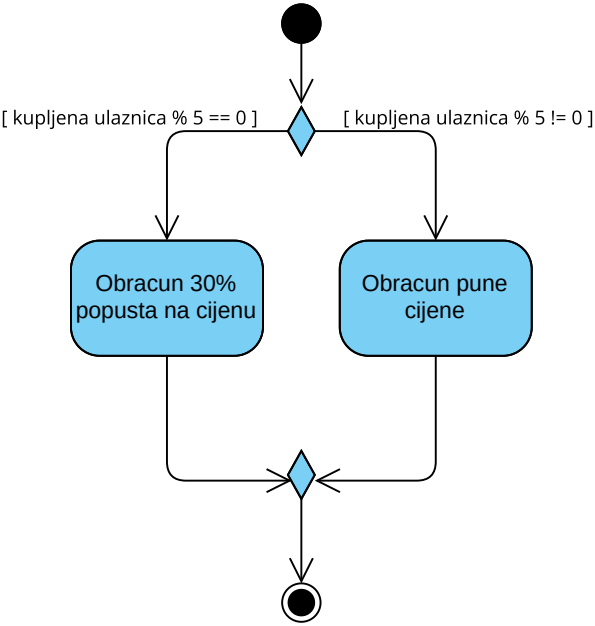 [ kupljena ulaznica % 5 == 0 ]
[ kupljena ulaznica % 5 != 0 ]
Obracun 30%
popusta na cijenu
Obracun pune
cijene